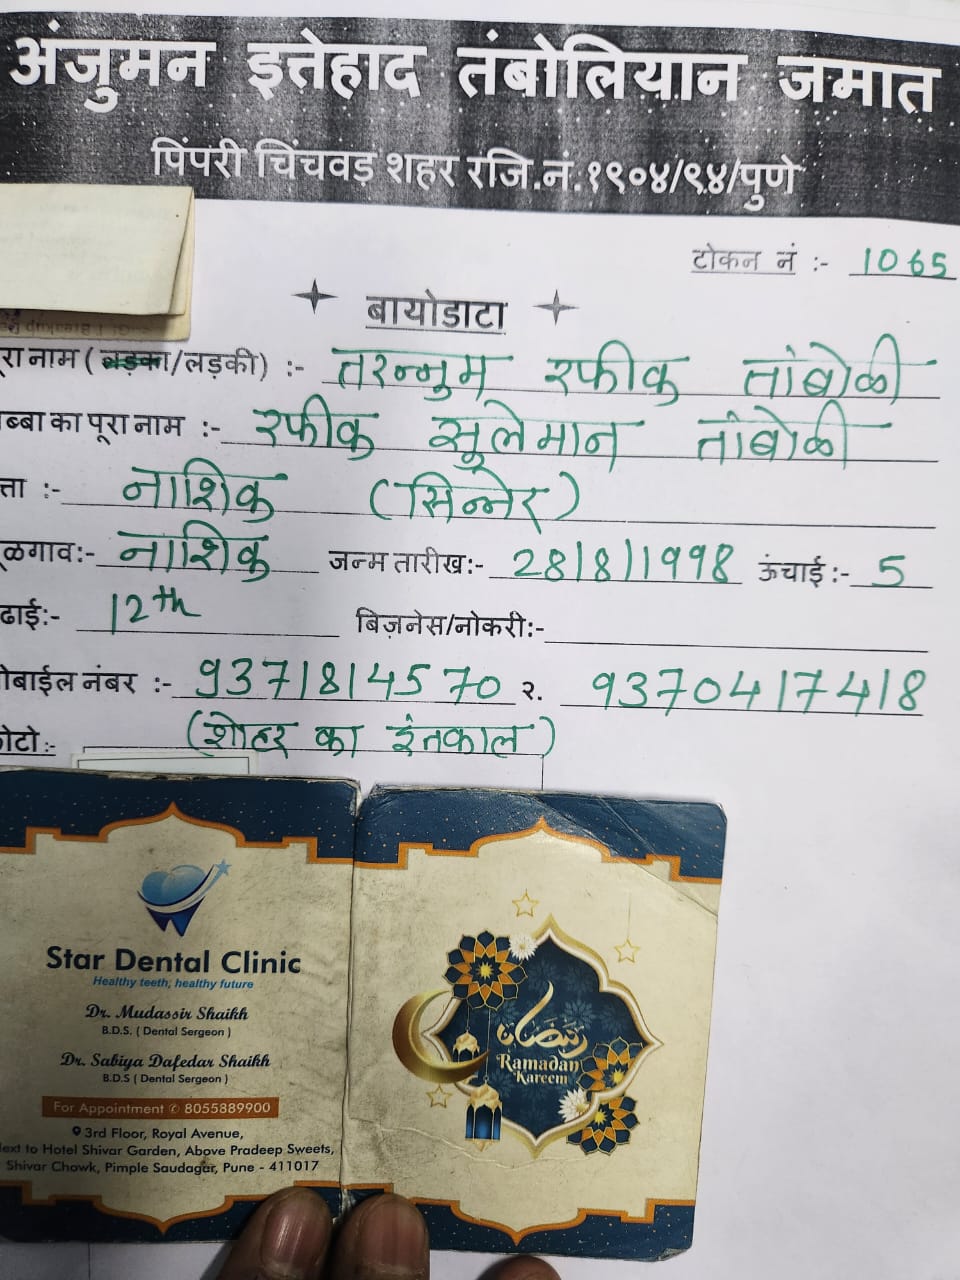 अंजुमन इत्तेहाद तंबोलियान जमात
पिंपरी चिंचवड़ शहर रजि.नं.१९०४/९४/पुणे
टोकन नं :- 1065
बायोडाटा
रा नाम (लड़का/लड़की) :- तरन्नुम रफीक तांबोळी
ब्बा का पूरा नाम :- रफीक सुलेमान तांबोळी
त्ता :- नाशिक (सिन्नेर)
ळगाव:- नाशिक जन्म तारीख:- 28/8/1998 ऊंचाई :- 5
ढाई:- 12th बिज़नेस/नोकरी:-
ोबाईल नंबर :- 9371814570 २. 9370417418
ोटो:- (शोहर का इंतकाल)
Star Dental Clinic
Healthy teeth, healthy future
Dr. Mudassir Shaikh
B.D.S. ( Dental Sergeon )
Dr. Sabiya Dafedar Shaikh
B.D.S ( Dental Sergeon )
For Appointment ✆ 8055889900
3rd Floor, Royal Avenue,
ext to Hotel Shivar Garden, Above Pradeep Sweets,
Shivar Chowk, Pimple Saudagar, Pune - 411017
رمضان
Ramadan
Kareem